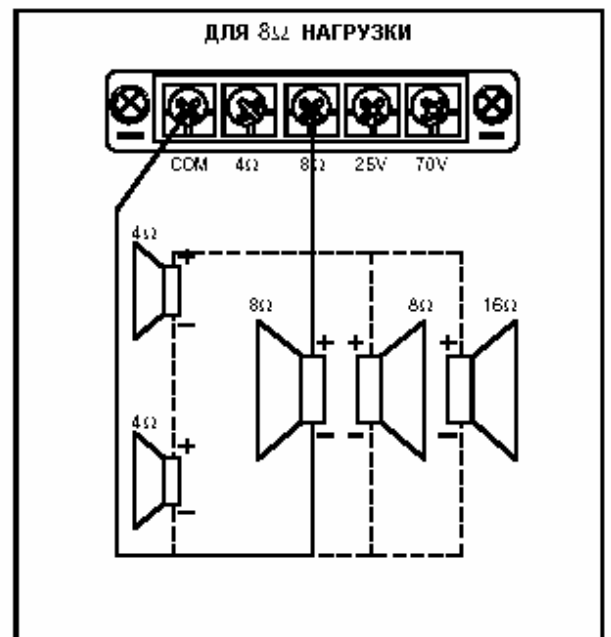 ДЛЯ 8Ω НАГРУЗКИ
COM 4Ω 8Ω 25V 70V
4Ω
+
−
8Ω 8Ω 16Ω
+ + +
− − −
4Ω
+
−